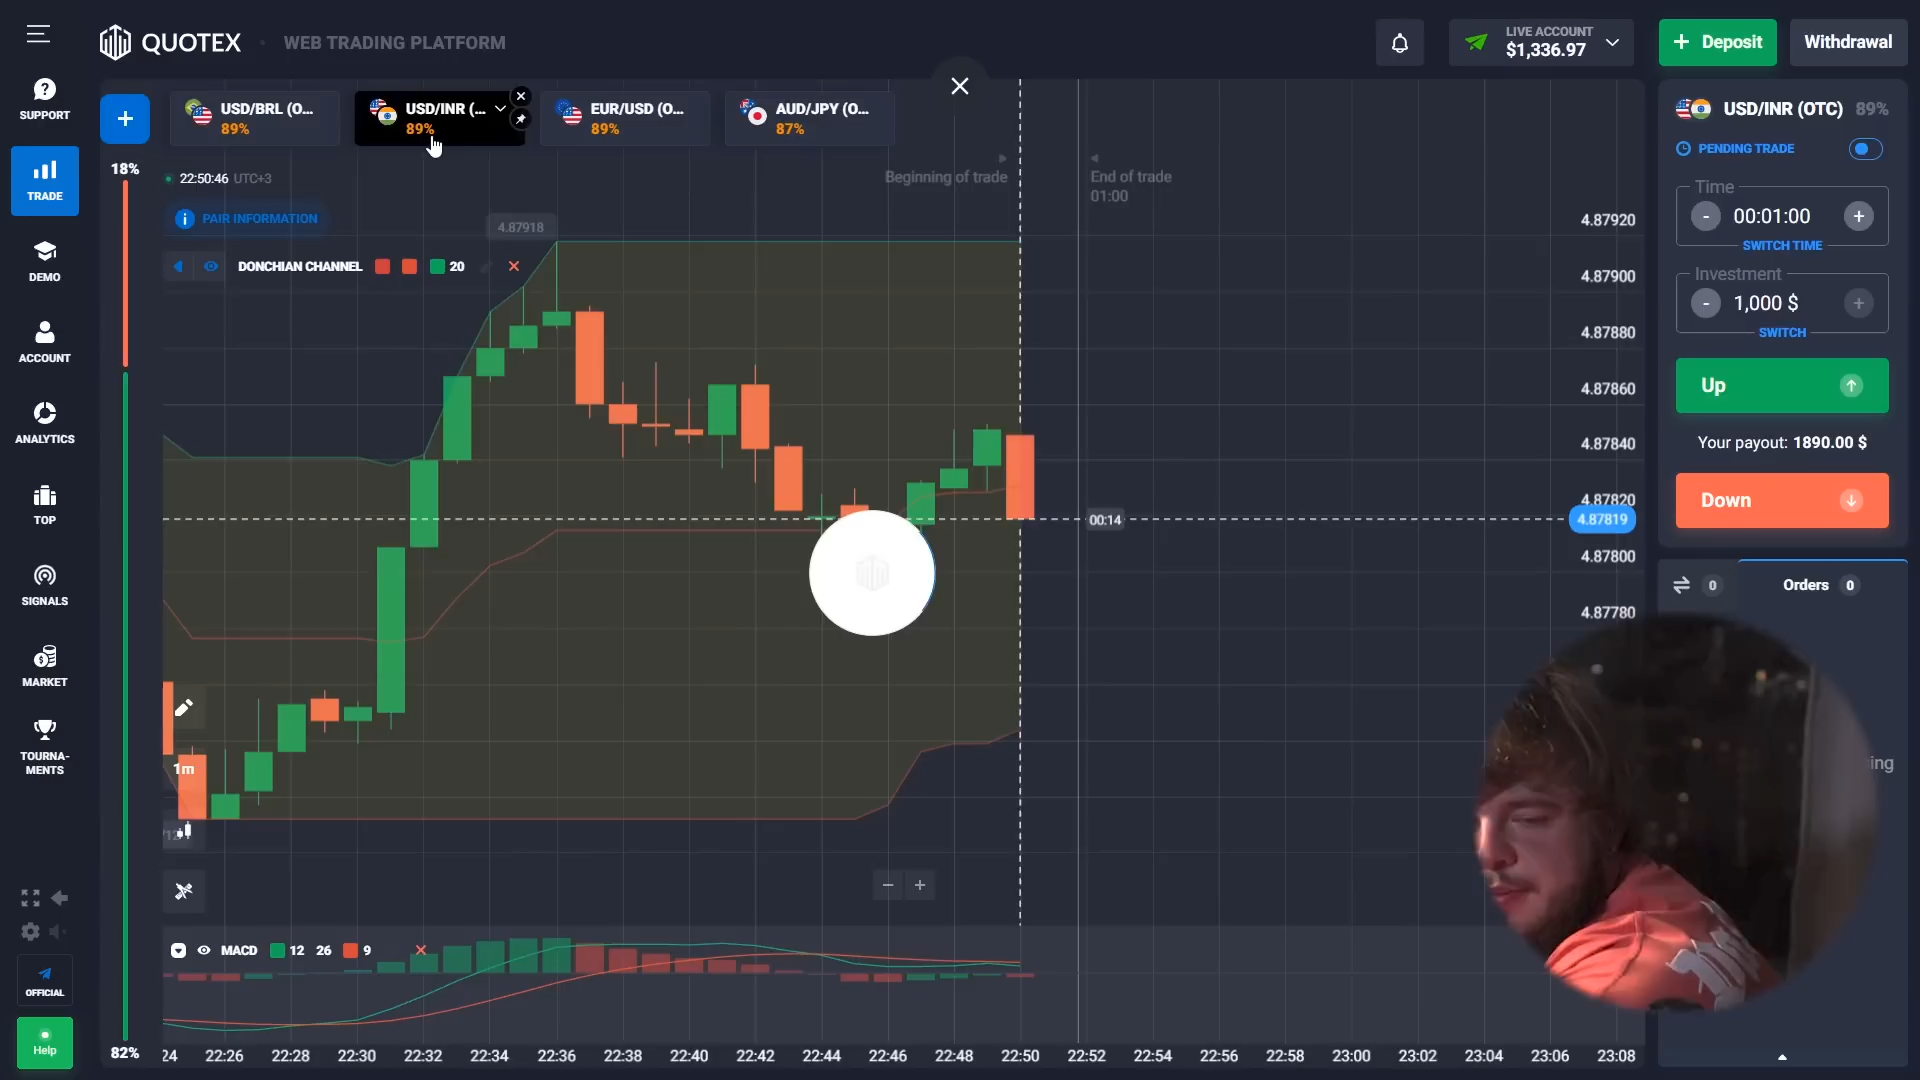 QUOTEX
WEB TRADING PLATFORM
LIVE ACCOUNT
$1,336.97
+ Deposit
Withdrawal
SUPPORT
TRADE
DEMO
ACCOUNT
ANALYTICS
TOP
SIGNALS
MARKET
TOURNA-
MENTS
OFFICIAL
Help
USD/BRL (O...
89%
USD/INR (...
89%
EUR/USD (O...
89%
AUD/JPY (O...
87%
18%
82%
22:50:46 UTC+3
PAIR INFORMATION
4.87918
DONCHIAN CHANNEL 20
Beginning of trade
End of trade
01:00
4.87920
4.87900
4.87880
4.87860
4.87840
4.87820
4.87819
4.87800
4.87780
00:14
1m
MACD 12 26 9
24 22:26 22:28 22:30 22:32 22:34 22:36 22:38 22:40 22:42 22:44 22:46 22:48 22:50 22:52 22:54 22:56 22:58 23:00 23:02 23:04 23:06 23:08
USD/INR (OTC) 89%
PENDING TRADE
Time
- 00:01:00 +
SWITCH TIME
Investment
- 1,000 $ +
SWITCH
Up
Your payout: 1890.00 $
Down
0
Orders 0
ing